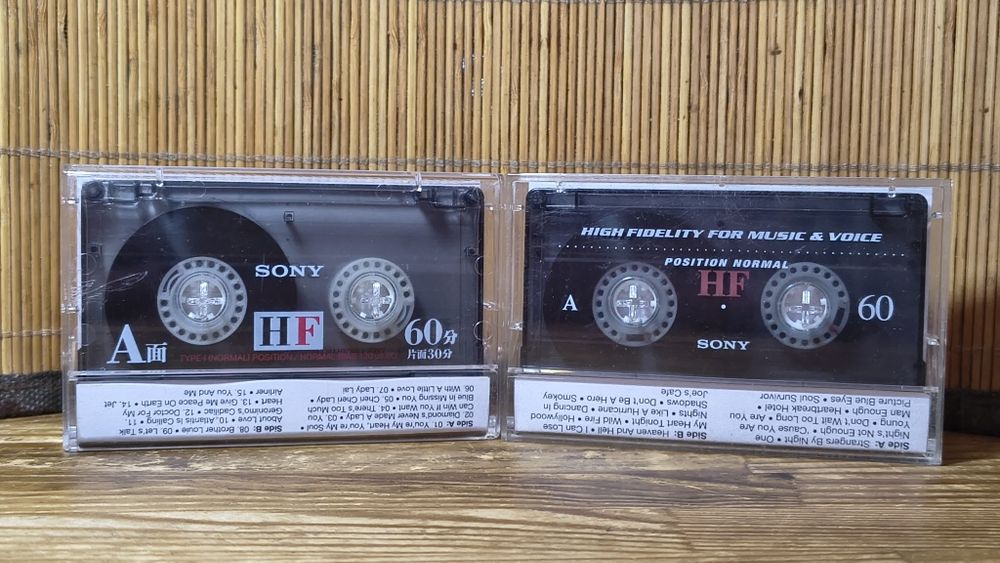 SONY
HF
A面
60分
片面30分
TYPE I (NORMAL) POSITION / NORMAL BIAS
Side A: 01. You're My Heart, You're My Soul
02. Diamond's Never Made A Lady • 03. You
Can Win You Want • 04. There,s Too Much
Blue Missing You • 05. Cheri Cheri Lady
06. With A Little Love • 07. Lady Lai
Side B: 08. Brother Louie • 09. Let's Talk
About Love • 10. Atlantis is Calling • 11.
Geronimo's Cadillac • 12. Doctor For My
Heart • 13. Give Me Peace On Earth • 14. Jet
Airliner • 15. You And Me
HIGH FIDELITY FOR MUSIC & VOICE
POSITION NORMAL
HF
A
60
SONY
Side A: Strangers By Night • One
Night's Not Enough • 'Cause You Are
Young • Don't Wait Too Long
Man Enough • Heartbreak Hotel
Picture Blue Eyes • Soul Survivor
Side B: Heaven And Hell • I Can Lose
My Heart Tonight • Wild Fire • Hollywood
Nights • Like Hurricane • Dancing In
Shadows • Don't Be A Hero • Smokey
Joe's Cafe